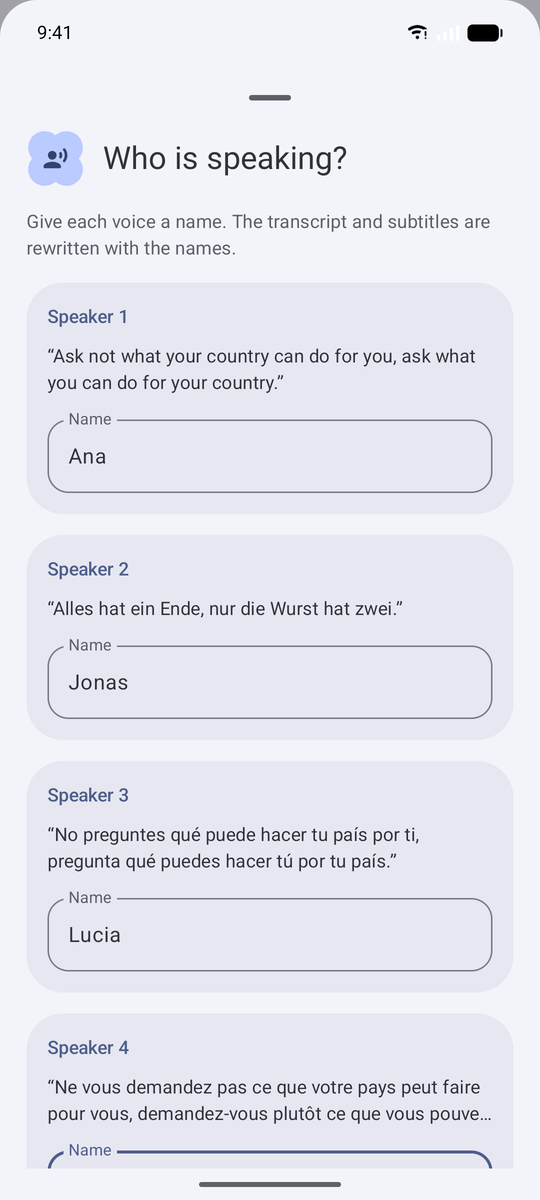 9:41
Who is speaking?
Give each voice a name. The transcript and subtitles are
rewritten with the names.
Speaker 1
“Ask not what your country can do for you, ask what
you can do for your country.”
Name
Ana
Speaker 2
“Alles hat ein Ende, nur die Wurst hat zwei.”
Name
Jonas
Speaker 3
“No preguntes qué puede hacer tu país por ti,
pregunta qué puedes hacer tú por tu país.”
Name
Lucia
Speaker 4
“Ne vous demandez pas ce que votre pays peut faire
pour vous, demandez-vous plutôt ce que vous pouve…
Name